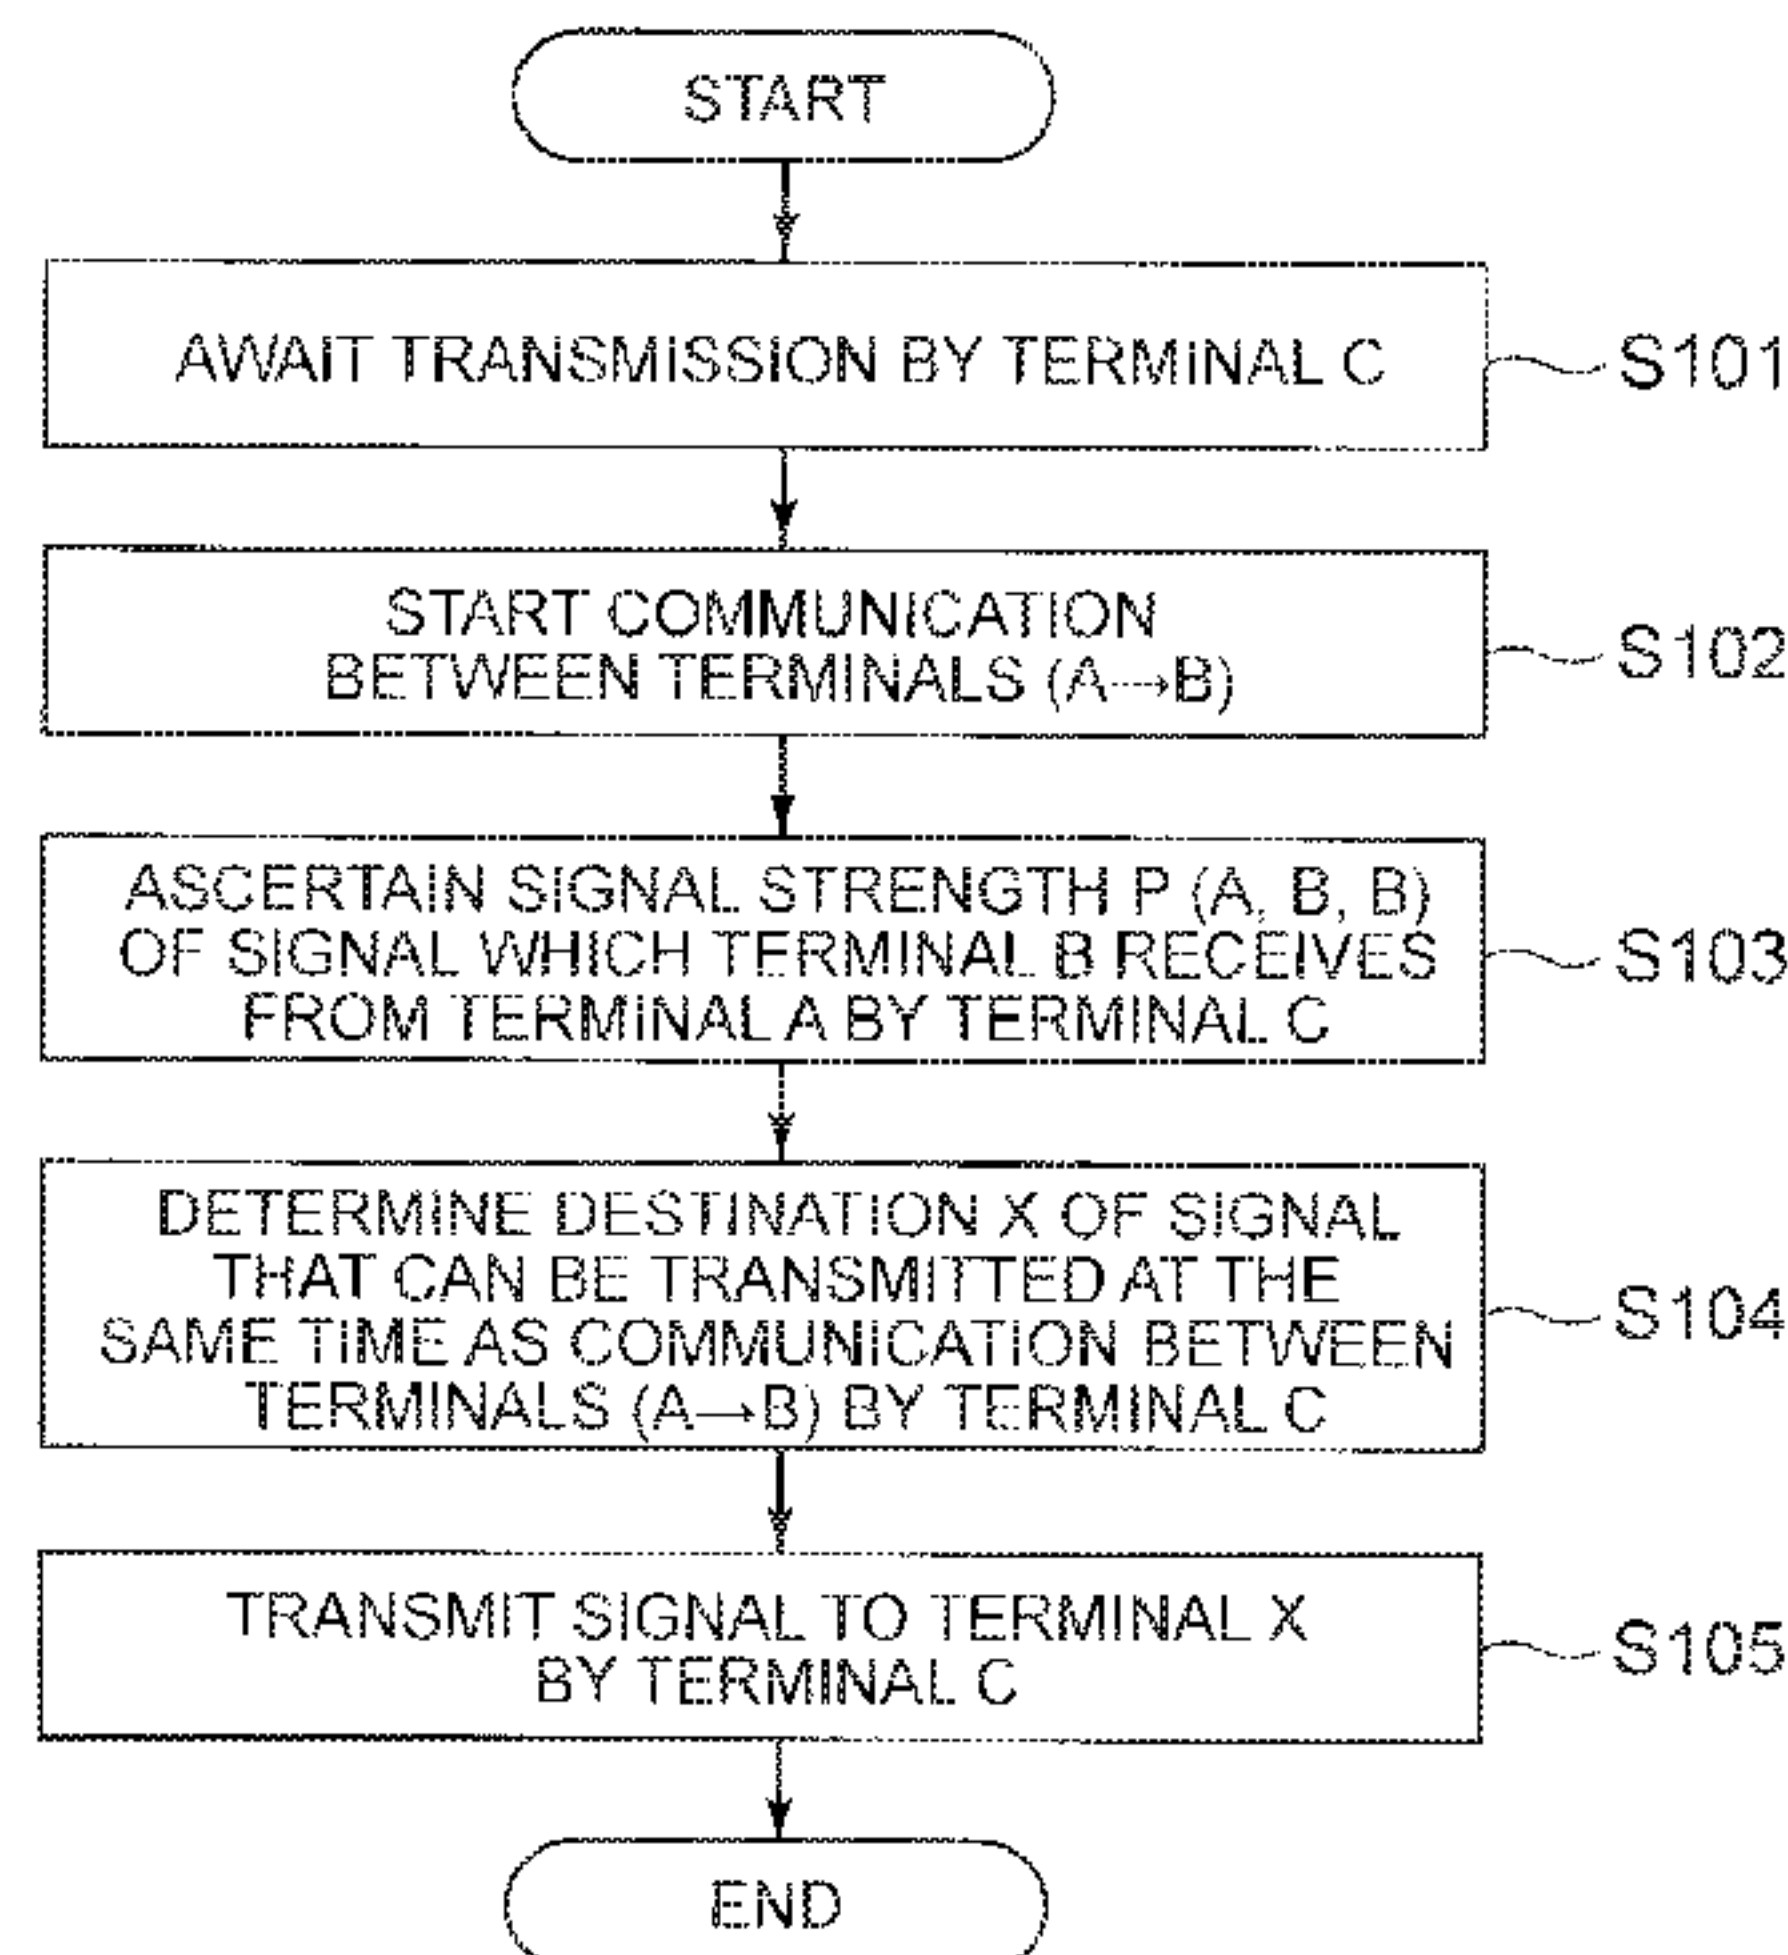 START
AWAIT TRANSMISSION BY TERMINAL C
S101
START COMMUNICATION
BETWEEN TERMINALS (A→B)
S102
ASCERTAIN SIGNAL STRENGTH P (A, B, B)
OF SIGNAL WHICH TERMINAL B RECEIVES
FROM TERMINAL A BY TERMINAL C
S103
DETERMINE DESTINATION X OF SIGNAL
THAT CAN BE TRANSMITTED AT THE
SAME TIME AS COMMUNICATION BETWEEN
TERMINALS (A→B) BY TERMINAL C
S104
TRANSMIT SIGNAL TO TERMINAL X
BY TERMINAL C
S105
END